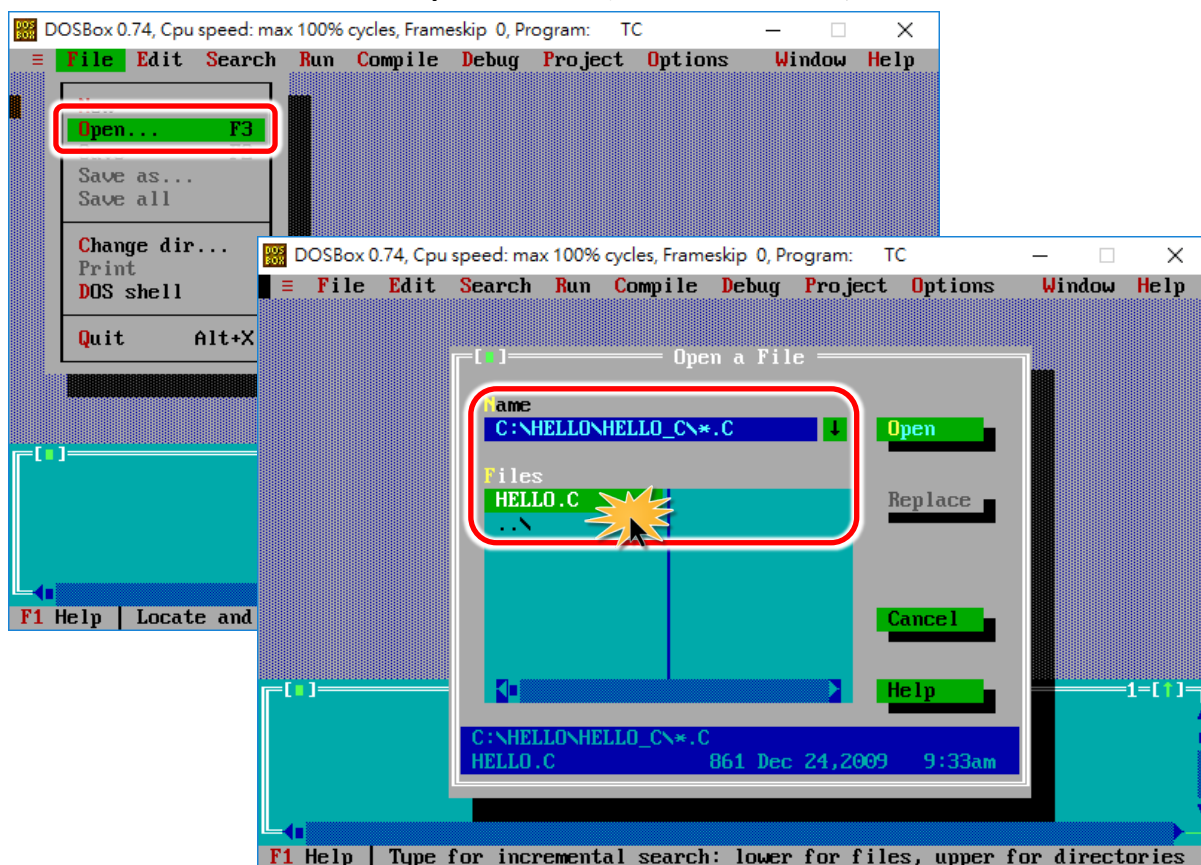 DOSBox 0.74, Cpu speed: max 100% cycles, Frameskip 0, Program: TC
≡ File Edit Search Run Compile Debug Project Options Window Help
Open... F3
Save as...
Save all
Change dir...
Print
DOS shell
Quit Alt+X
F1 Help | Locate and
DOSBox 0.74, Cpu speed: max 100% cycles, Frameskip 0, Program: TC
≡ File Edit Search Run Compile Debug Project Options Window Help
Open a File
Name
C:\HELLO\HELLO_C\*.C
Open
Files
HELLO.C
Replace
..\
Cancel
Help
C:\HELLO\HELLO_C\*.C
HELLO.C 861 Dec 24,2009 9:33am
1=[↑]
F1 Help | Type for incremental search: lower for files, upper for directories